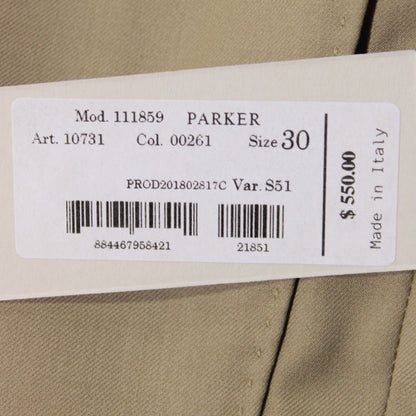 Mod. 111859 PARKER
Art. 10731 Col. 00261 Size 30
PROD201802817C Var. S51
884467958421 21851
$ 550.00
Made in Italy